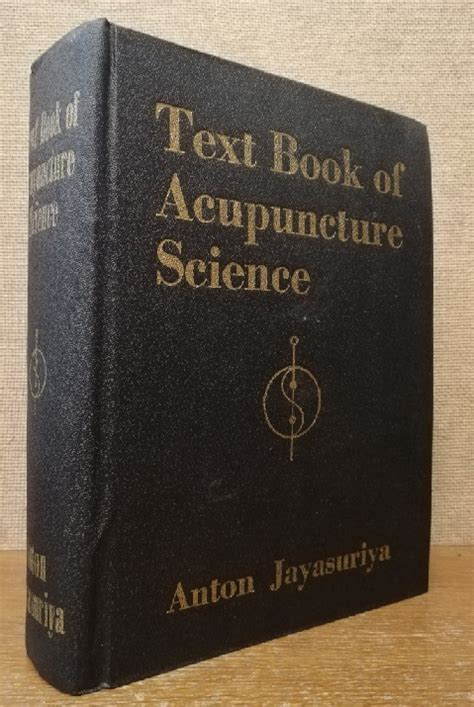 Text Book of
Acupuncture
Science
Anton Jayasuriya